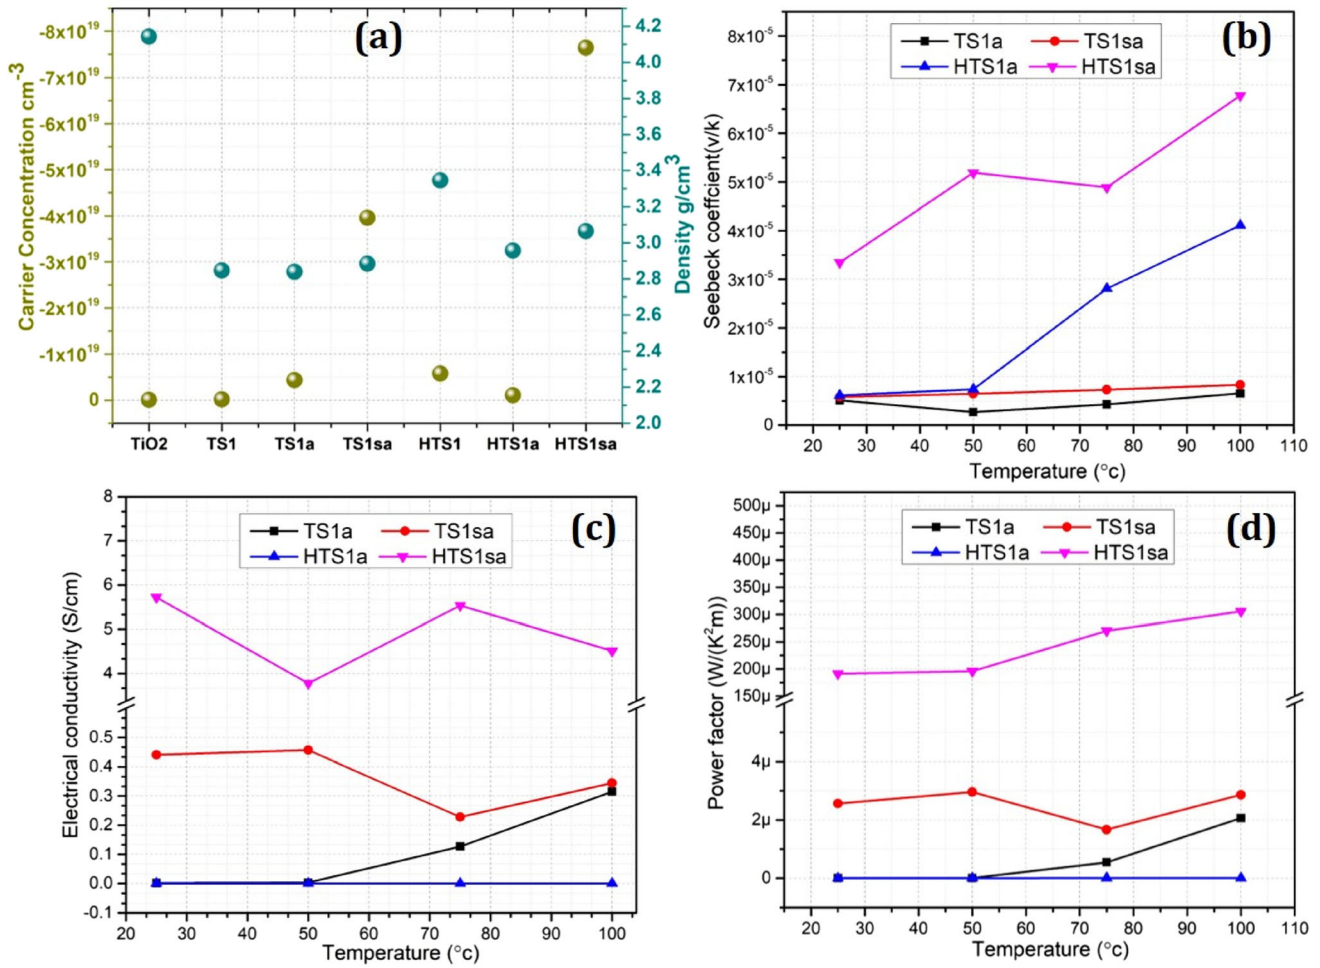 (a)
Carrier Concentration cm-3
-8x10^19
-7x10^19
-6x10^19
-5x10^19
-4x10^19
-3x10^19
-2x10^19
-1x10^19
0
TiO2 TS1 TS1a TS1sa HTS1 HTS1a HTS1sa
4.2
4.0
3.8
3.6
3.4
3.2
3.0
2.8
2.6
2.4
2.2
2.0
Density g/cm^3
(b)
TS1a TS1sa
HTS1a HTS1sa
Seebeck coeffcient(v/k)
8x10^-5
7x10^-5
6x10^-5
5x10^-5
4x10^-5
3x10^-5
2x10^-5
1x10^-5
0
20 30 40 50 60 70 80 90 100 110
Temperature (°c)
(c)
TS1a TS1sa
HTS1a HTS1sa
Electrical conductivity (S/cm)
8
7
6
5
4
0.5
0.4
0.3
0.2
0.1
0.0
-0.1
20 30 40 50 60 70 80 90 100
Temperature (°c)
(d)
TS1a TS1sa
HTS1a HTS1sa
Power factor (W/(K^2m))
500µ
450µ
400µ
350µ
300µ
250µ
200µ
150µ
4µ
2µ
0
20 30 40 50 60 70 80 90 100 110
Temperature (°c)